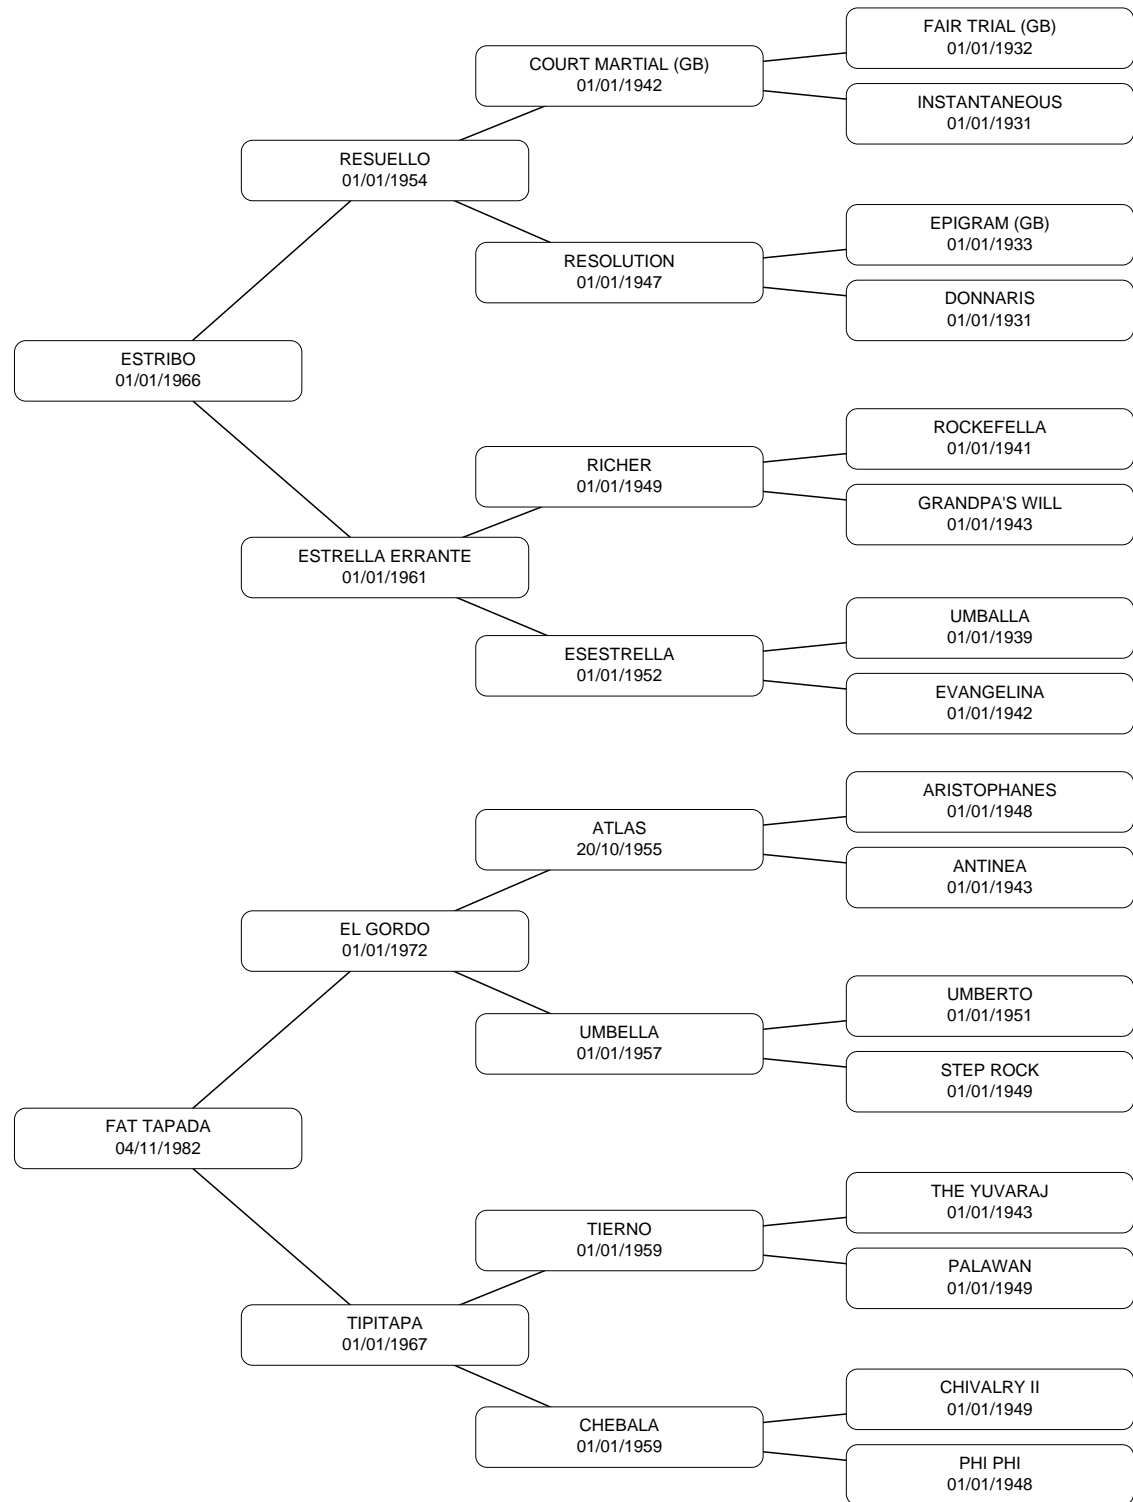 FAIR TRIAL (GB)
01/01/1932
COURT MARTIAL (GB)
01/01/1942
INSTANTANEOUS
01/01/1931
RESUELLO
01/01/1954
EPIGRAM (GB)
01/01/1933
RESOLUTION
01/01/1947
DONNARIS
01/01/1931
ESTRIBO
01/01/1966
ROCKEFELLA
01/01/1941
RICHER
01/01/1949
GRANDPA'S WILL
01/01/1943
ESTRELLA ERRANTE
01/01/1961
UMBALLA
01/01/1939
ESESTRELLA
01/01/1952
EVANGELINA
01/01/1942
ARISTOPHANES
01/01/1948
ATLAS
20/10/1955
ANTINEA
01/01/1943
EL GORDO
01/01/1972
UMBERTO
01/01/1951
UMBELLA
01/01/1957
STEP ROCK
01/01/1949
FAT TAPADA
04/11/1982
THE YUVARAJ
01/01/1943
TIERNO
01/01/1959
PALAWAN
01/01/1949
TIPITAPA
01/01/1967
CHIVALRY II
01/01/1949
CHEBALA
01/01/1959
PHI PHI
01/01/1948